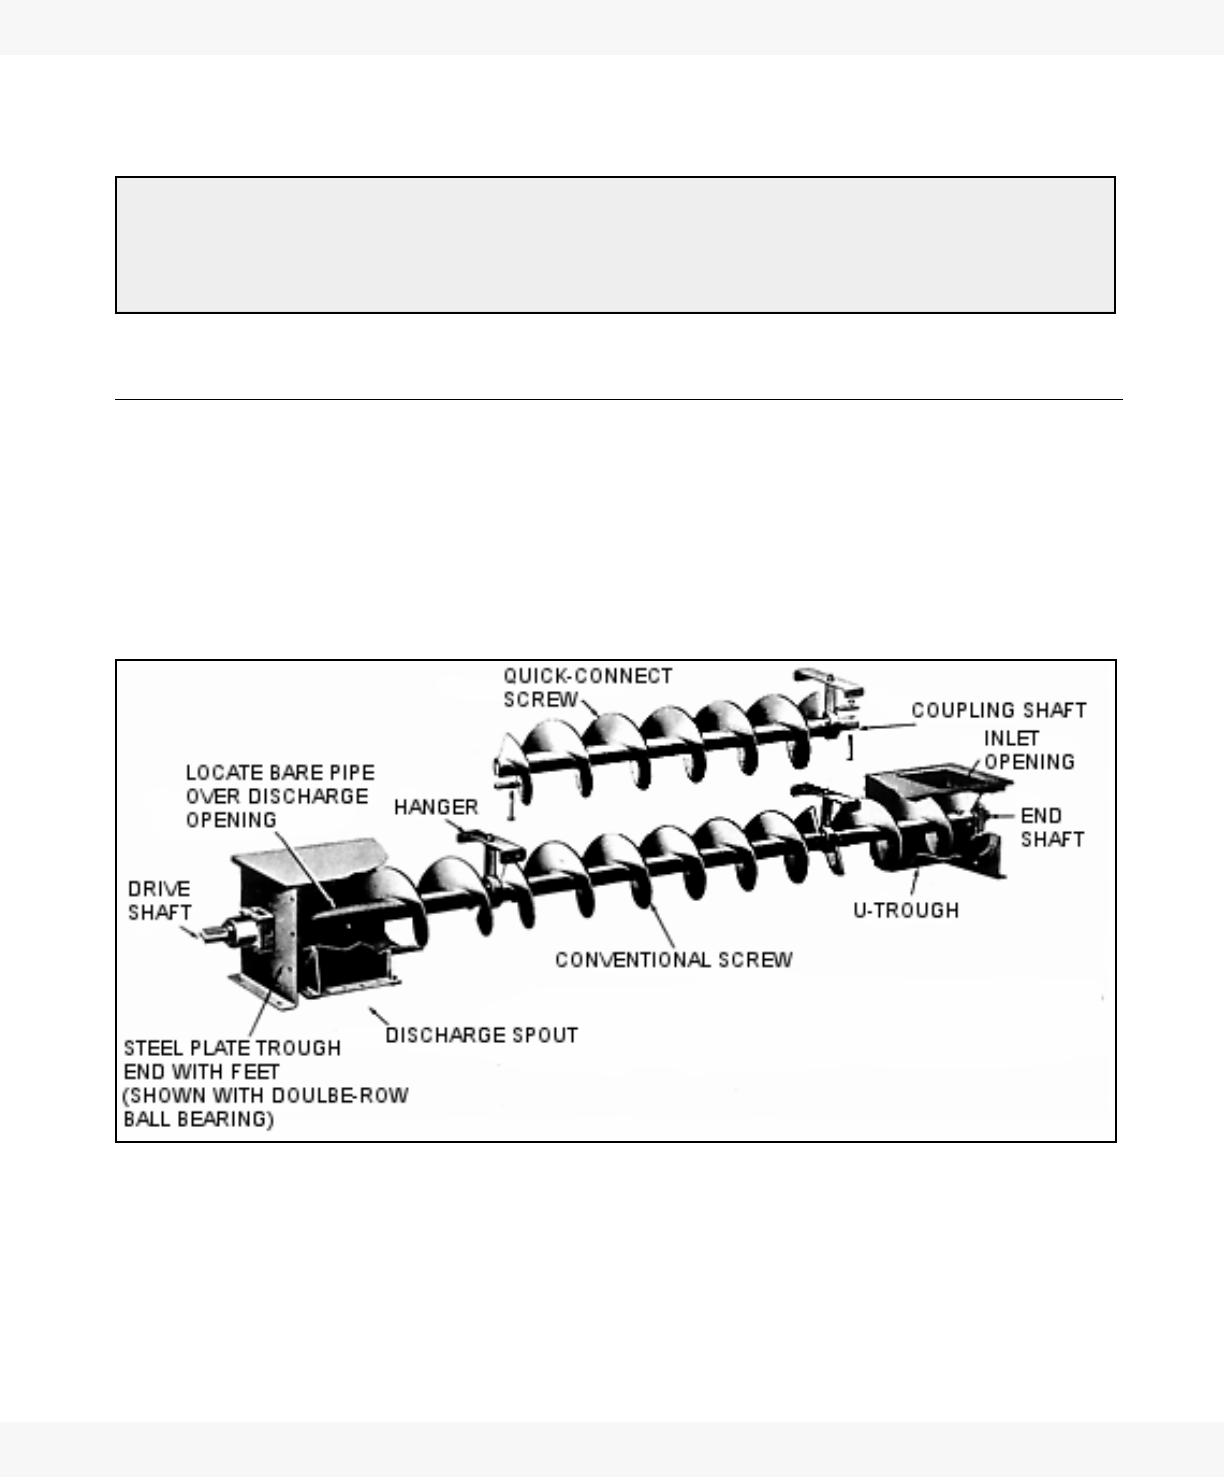 QUICK-CONNECT
SCREW
COUPLING SHAFT
INLET
OPENING
LOCATE BARE PIPE
OVER DISCHARGE
OPENING
HANGER
END
SHAFT
DRIVE
SHAFT
U-TROUGH
CONVENTIONAL SCREW
DISCHARGE SPOUT
STEEL PLATE TROUGH
END WITH FEET
(SHOWN WITH DOULBE-ROW
BALL BEARING)